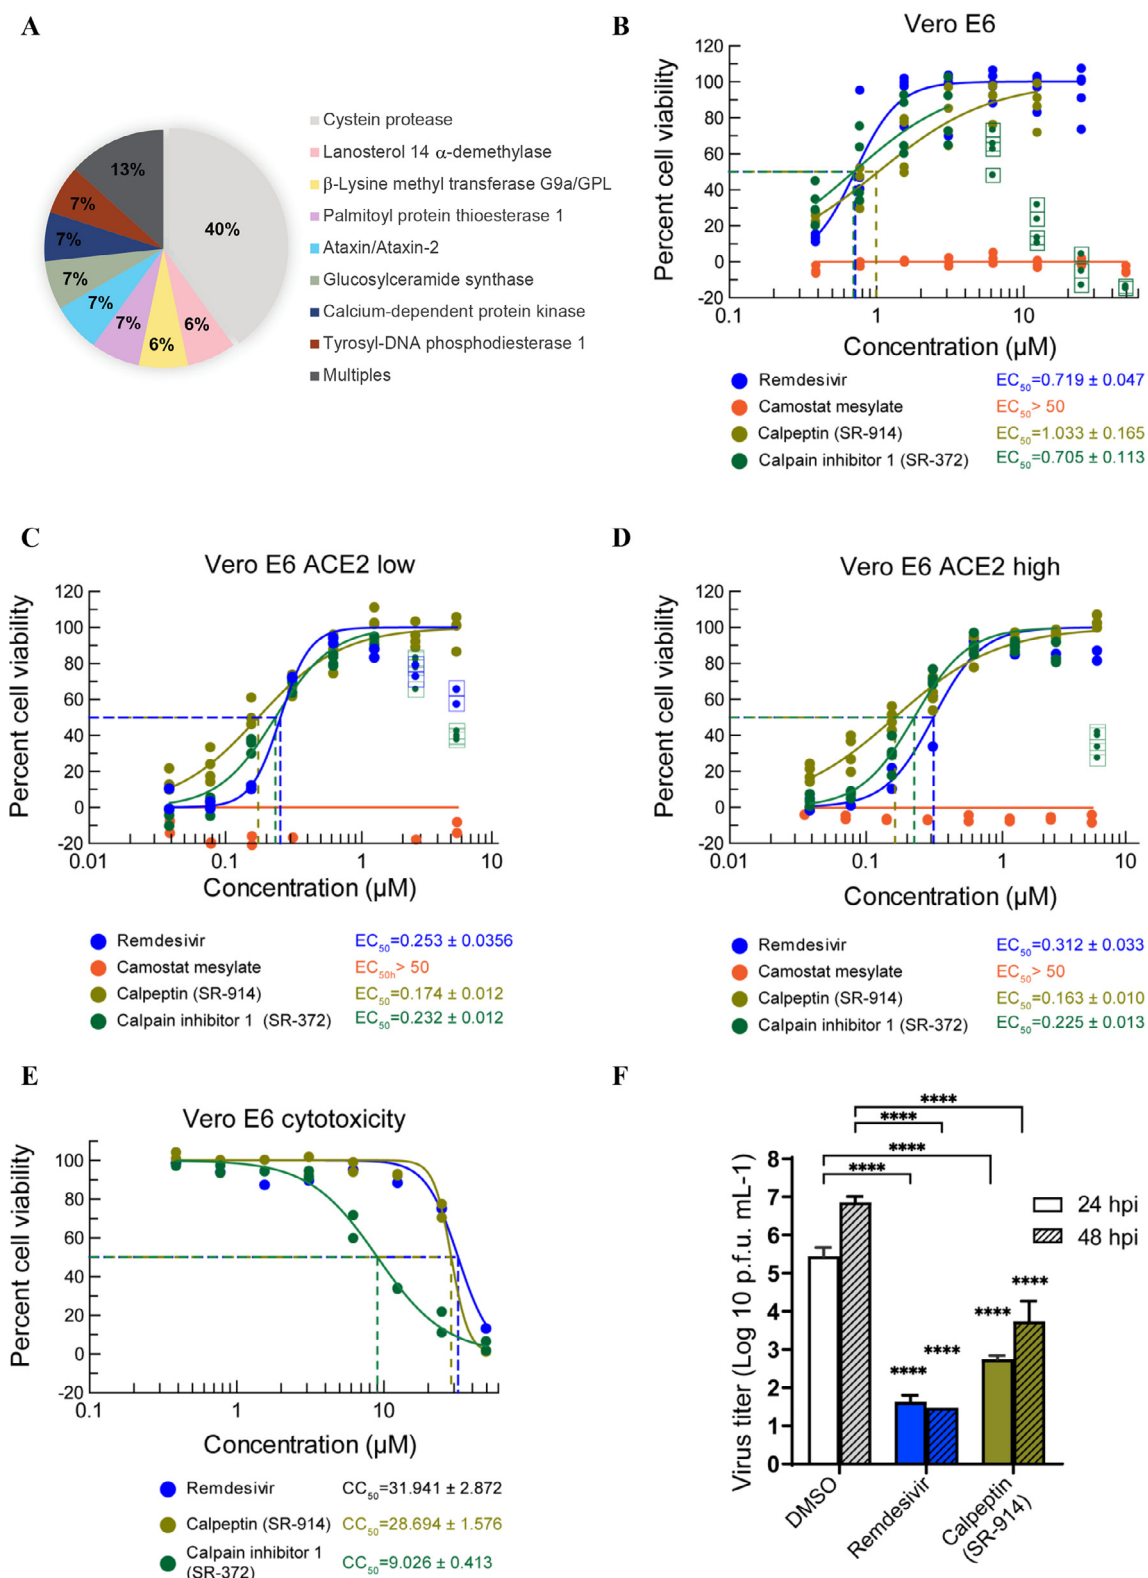 A
Cystein protease
Lanosterol 14 α-demethylase
β-Lysine methyl transferase G9a/GPL
Palmitoyl protein thioesterase 1
Ataxin/Ataxin-2
Glucosylceramide synthase
Calcium-dependent protein kinase
Tyrosyl-DNA phosphodiesterase 1
Multiples
13%
40%
7%
7%
7%
7%
7%
6%
6%
B
Vero E6
Percent cell viability
120
100
80
60
40
20
0
-20
0.1
1
10
Concentration (µM)
Remdesivir EC50=0.719 ± 0.047
Camostat mesylate EC50> 50
Calpeptin (SR-914) EC50=1.033 ± 0.165
Calpain inhibitor 1 (SR-372) EC50=0.705 ± 0.113
C
Vero E6 ACE2 low
Percent cell viability
120
100
80
60
40
20
0
-20
0.01
0.1
1
10
Concentration (µM)
Remdesivir EC50=0.253 ± 0.0356
Camostat mesylate EC50h> 50
Calpeptin (SR-914) EC50=0.174 ± 0.012
Calpain inhibitor 1 (SR-372) EC50=0.232 ± 0.012
D
Vero E6 ACE2 high
Percent cell viability
120
100
80
60
40
20
0
-20
0.01
0.1
1
10
Concentration (µM)
Remdesivir EC50=0.312 ± 0.033
Camostat mesylate EC50> 50
Calpeptin (SR-914) EC50=0.163 ± 0.010
Calpain inhibitor 1 (SR-372) EC50=0.225 ± 0.013
E
Vero E6 cytotoxicity
Percent cell viability
100
80
60
40
20
0
-20
0.1
1
10
Concentration (µM)
Remdesivir CC50=31.941 ± 2.872
Calpeptin (SR-914) CC50=28.694 ± 1.576
Calpain inhibitor 1
(SR-372) CC50=9.026 ± 0.413
F
****
****
****
****
Virus titer (Log 10 p.f.u. mL-1)
8
7
6
5
4
3
2
1
0
24 hpi
48 hpi
****
****
****
****
DMSO
Remdesivir
Calpeptin
(SR-914)